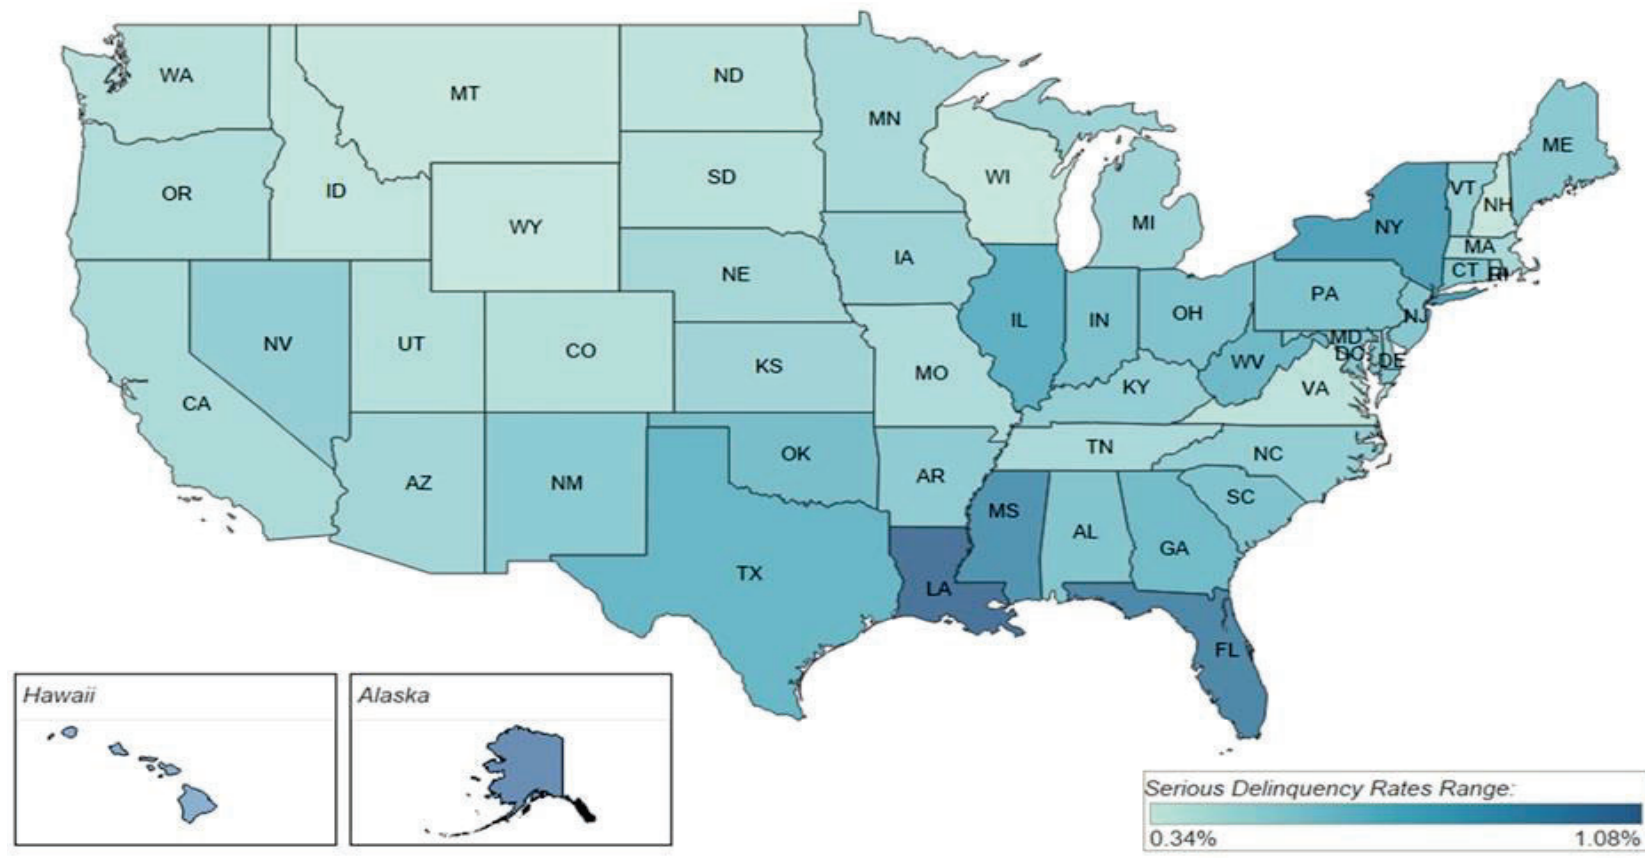 WA
MT
ND
MN
ME
OR
ID
SD
WI
VT
NH
NY
WY
MI
MA
CT RI
NE
IA
PA
NV
UT
CO
IL
IN
OH
NJ
MD
DC
DE
WV
KS
MO
KY
VA
CA
AZ
NM
OK
AR
TN
NC
SC
MS
AL
GA
TX
LA
FL
Hawaii
Alaska
Serious Delinquency Rates Range:
0.34% 1.08%